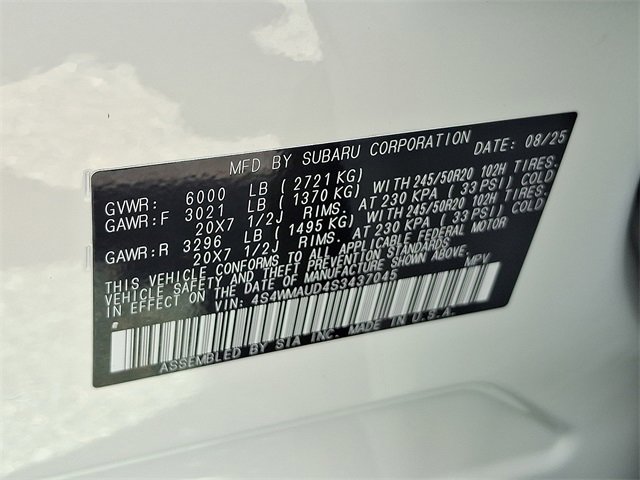 MFD BY SUBARU CORPORATION DATE: 08/25
GVWR: 6000 LB ( 2721 KG)
GAWR:F 3021 LB ( 1370 KG) WITH 245/50R20 102H TIRES.
20X7 1/2J RIMS. AT 230 KPA ( 33 PSI) COLD
GAWR:R 3296 LB ( 1495 KG) WITH 245/50R20 102H TIRES.
20X7 1/2J RIMS. AT 230 KPA ( 33 PSI) COLD
THIS VEHICLE CONFORMS TO ALL APPLICABLE FEDERAL MOTOR
VEHICLE SAFETY AND THEFT PREVENTION STANDARDS
IN EFFECT ON THE DATE OF MANUFACTURE SHOWN ABOVE.
VIN: 4S4WMAUD4S3437045 MPV
ASSEMBLED BY SIA INC. MADE IN U.S.A.